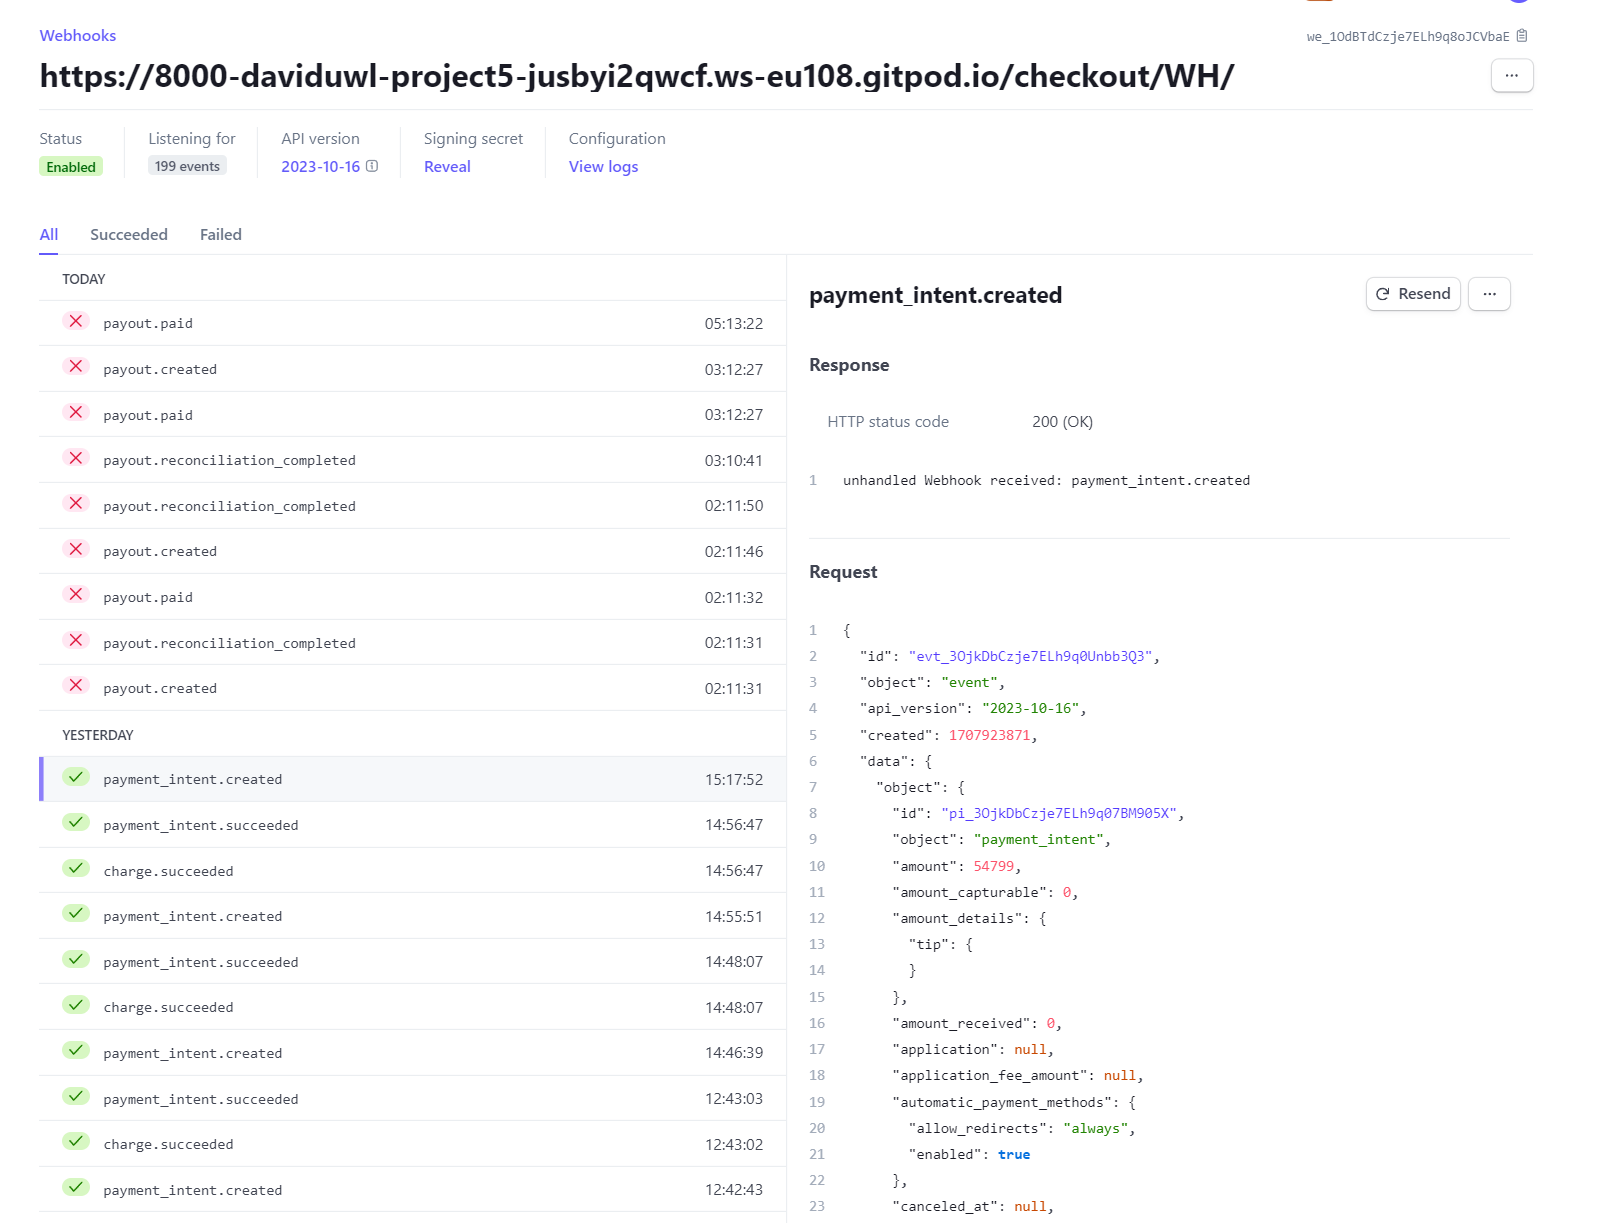 Webhooks
we_1OdBTdCzje7ELh9q8oJCVbaE
https://8000-daviduwl-project5-jusbyi2qwcf.ws-eu108.gitpod.io/checkout/WH/
Status Listening for API version Signing secret Configuration
Enabled 199 events 2023-10-16 Reveal View logs
All Succeeded Failed
TODAY
payout.paid 05:13:22
payout.created 03:12:27
payout.paid 03:12:27
payout.reconciliation_completed 03:10:41
payout.reconciliation_completed 02:11:50
payout.created 02:11:46
payout.paid 02:11:32
payout.reconciliation_completed 02:11:31
payout.created 02:11:31
YESTERDAY
payment_intent.created 15:17:52
payment_intent.succeeded 14:56:47
charge.succeeded 14:56:47
payment_intent.created 14:55:51
payment_intent.succeeded 14:48:07
charge.succeeded 14:48:07
payment_intent.created 14:46:39
payment_intent.succeeded 12:43:03
charge.succeeded 12:43:02
payment_intent.created 12:42:43
payment_intent.created Resend
Response
HTTP status code 200 (OK)
1 unhandled Webhook received: payment_intent.created
Request
1 {
2 "id": "evt_3OjkDbCzje7ELh9q0Unbb3Q3",
3 "object": "event",
4 "api_version": "2023-10-16",
5 "created": 1707923871,
6 "data": {
7 "object": {
8 "id": "pi_3OjkDbCzje7ELh9q07BM905X",
9 "object": "payment_intent",
10 "amount": 54799,
11 "amount_capturable": 0,
12 "amount_details": {
13 "tip": {
14 }
15 },
16 "amount_received": 0,
17 "application": null,
18 "application_fee_amount": null,
19 "automatic_payment_methods": {
20 "allow_redirects": "always",
21 "enabled": true
22 },
23 "canceled_at": null,